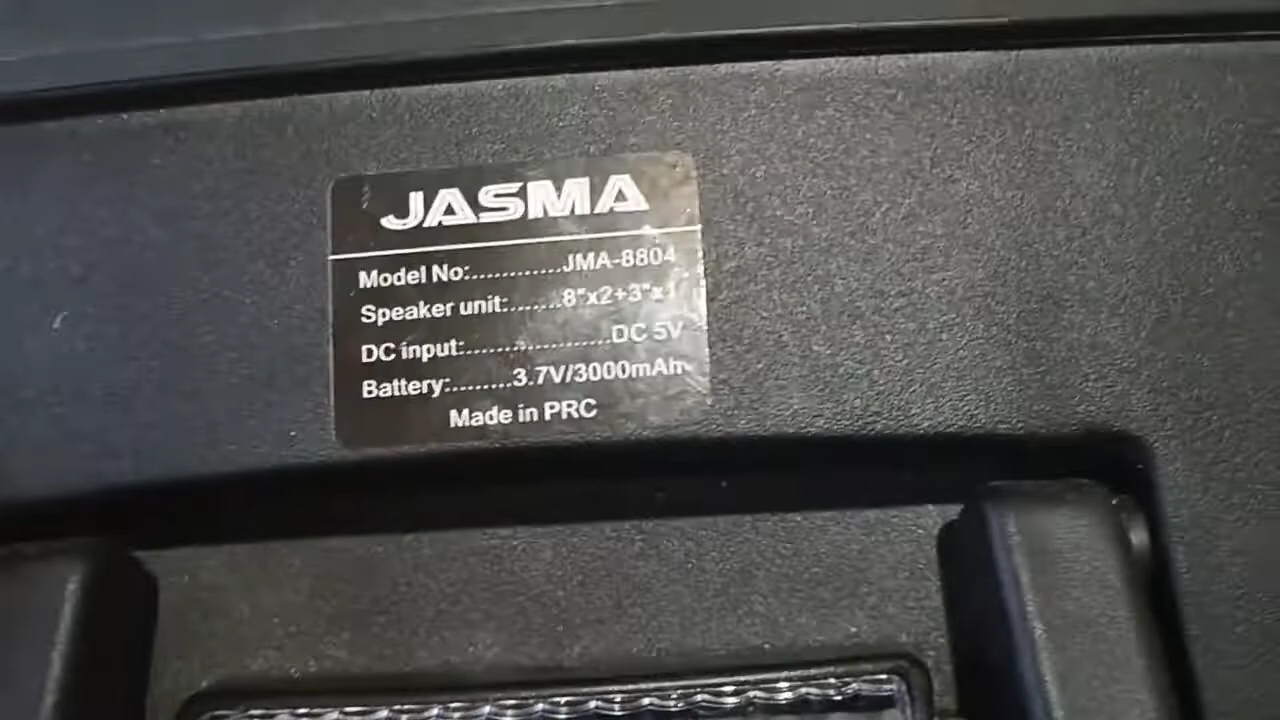 JASMA
Model No:............JMA-8804
Speaker unit:.......8"x2+3"x1
DC input:...................DC 5V
Battery:........3.7V/3000mAh
Made in PRC